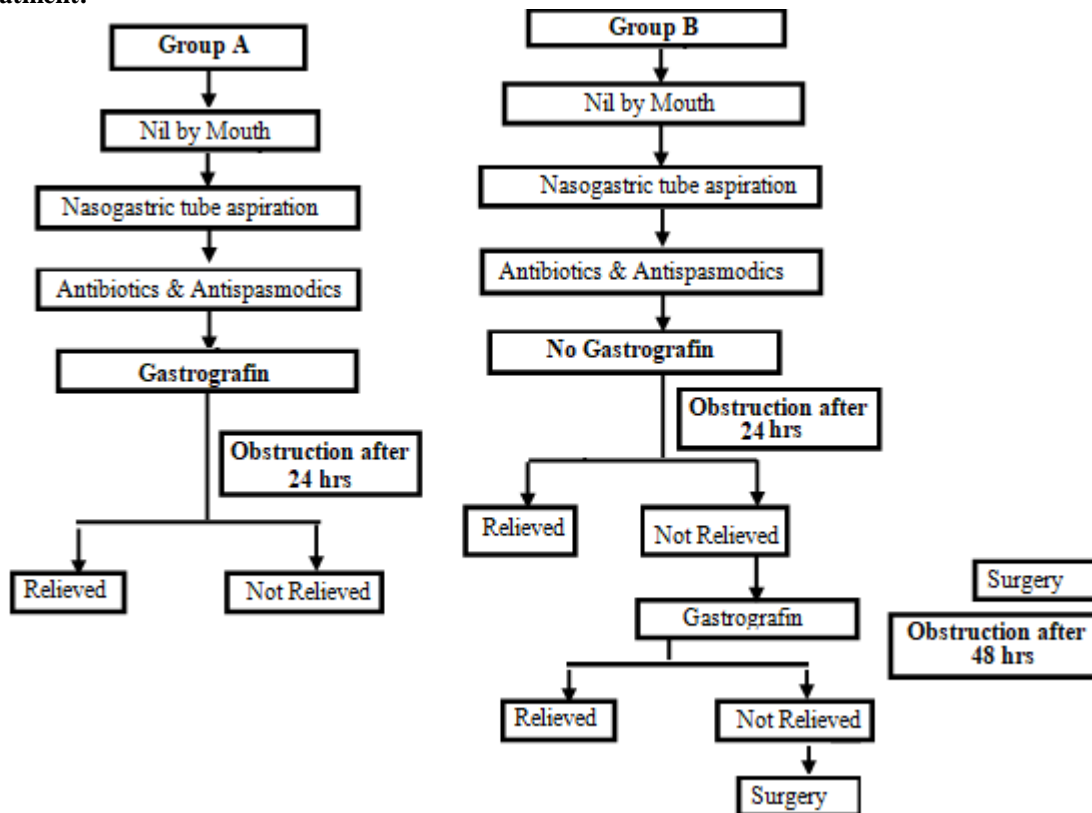 Group A
Nil by Mouth
Nasogastric tube aspiration
Antibiotics & Antispasmodics
Gastrografin
Obstruction after
24 hrs
Relieved
Not Relieved
Group B
Nil by Mouth
Nasogastric tube aspiration
Antibiotics & Antispasmodics
No Gastrografin
Obstruction after
24 hrs
Relieved
Not Relieved
Gastrografin
Surgery
Obstruction after
48 hrs
Relieved
Not Relieved
Surgery